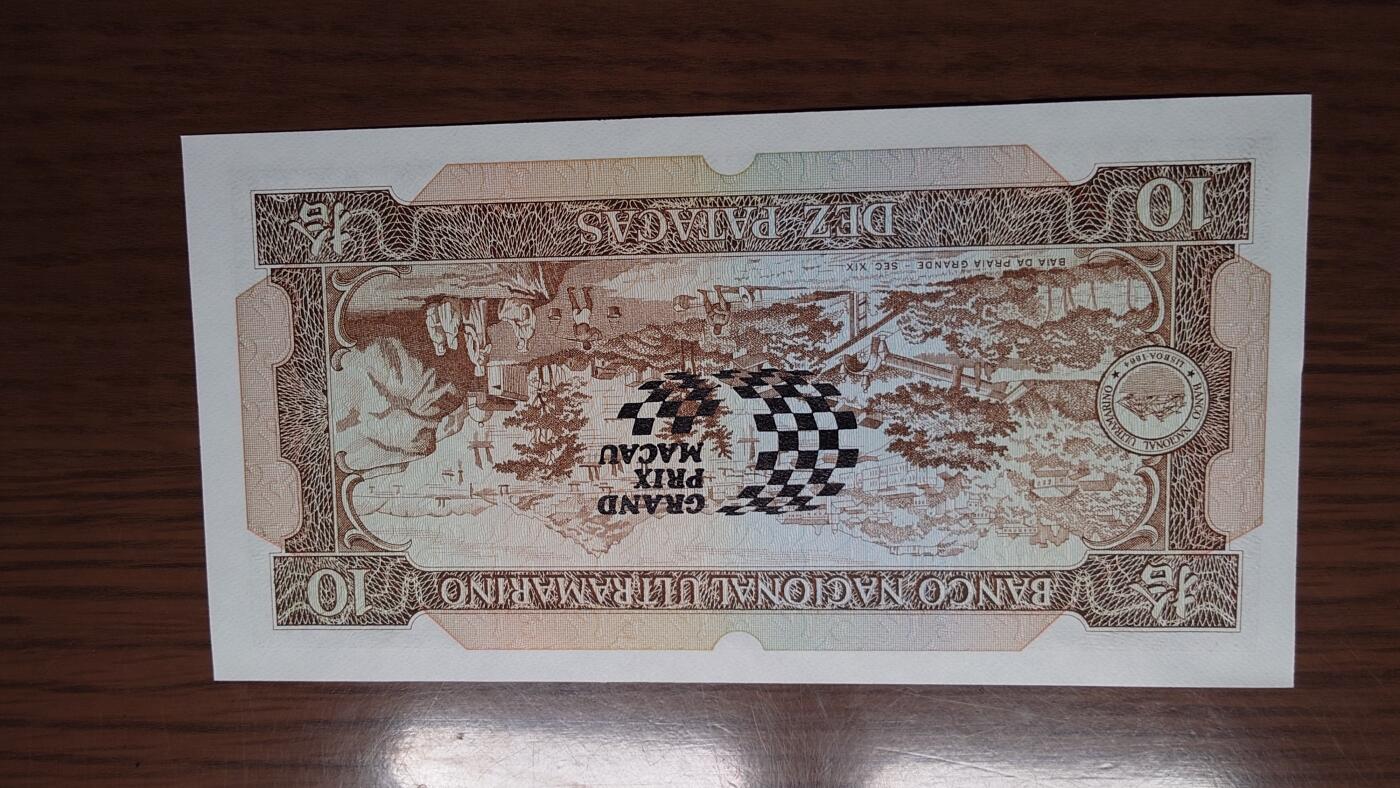 BANCO NACIONAL ULTRAMARINO
拾
10
GRAND
PRIX
MACAU
BANCO NACIONAL ULTRAMARINO
LISBOA 1864
BAIA DA PRAIA GRANDE - SEC XIX
10
DEZ PATACAS
拾